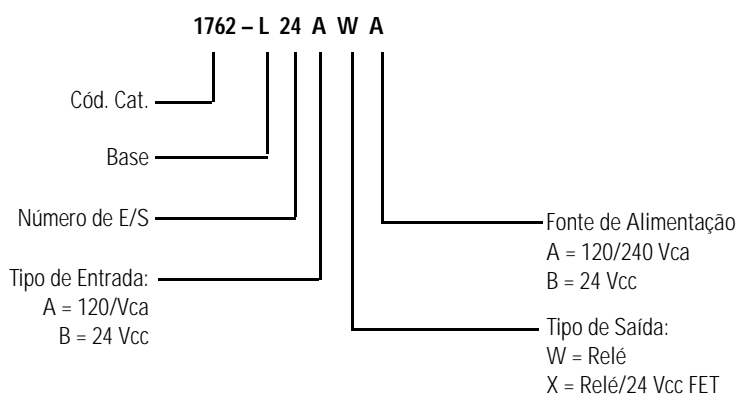 1762 – L 24 A W A
Cód. Cat.
Base
Número de E/S
Tipo de Entrada:
A = 120/Vca
B = 24 Vcc
Fonte de Alimentação
A = 120/240 Vca
B = 24 Vcc
Tipo de Saída:
W = Relé
X = Relé/24 Vcc FET